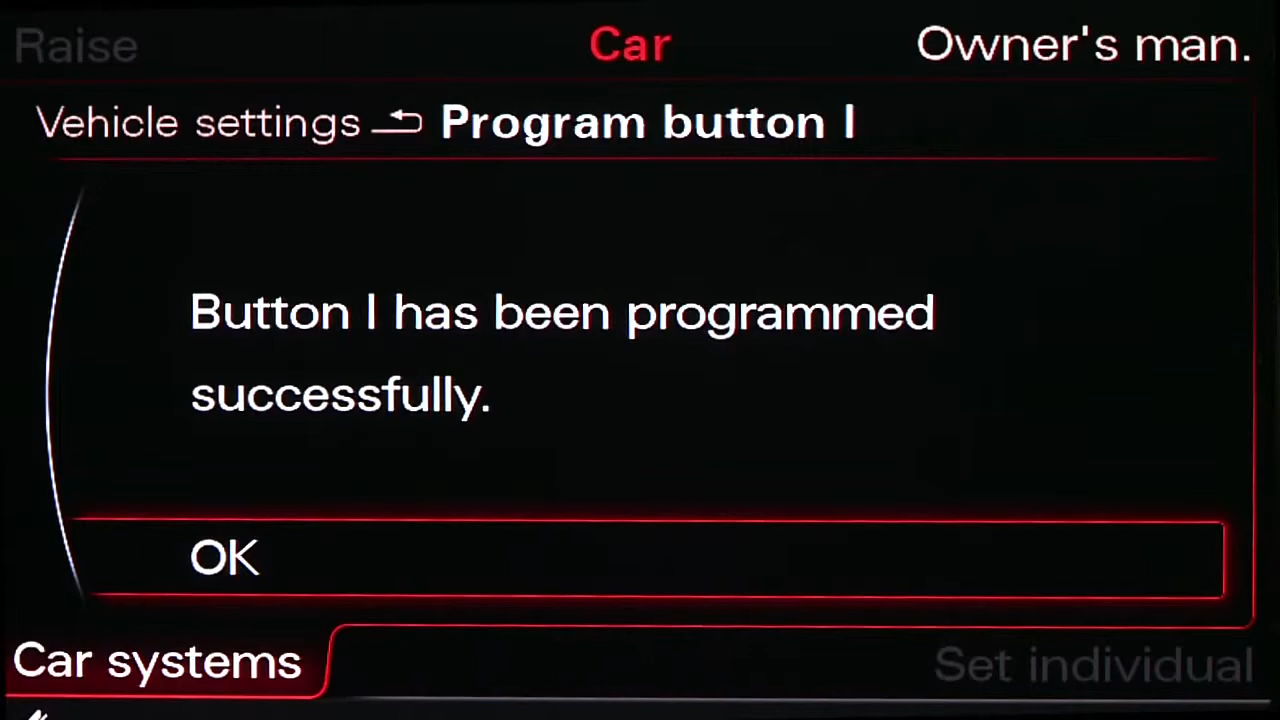 Raise Car Owner's man.
Vehicle settings Program button I
Button I has been programmed
successfully.
OK
Car systems Set individual